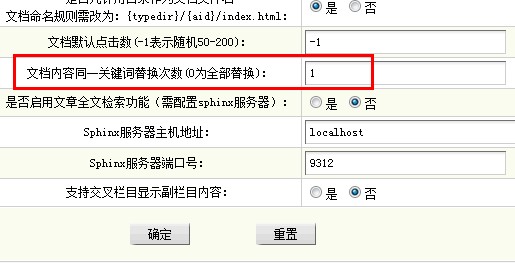 文档命名规则需改为：{typedir}/{aid}/index.html: 是 否
文档默认点击数(-1表示随机50-200)： -1
文档内容同一关键词替换次数(0为全部替换)： 1
是否启用文章全文检索功能（需配置sphinx服务器）： 是 否
Sphinx服务器主机地址： localhost
Sphinx服务器端口号： 9312
支持交叉栏目显示副栏目内容： 是 否
确定 重置